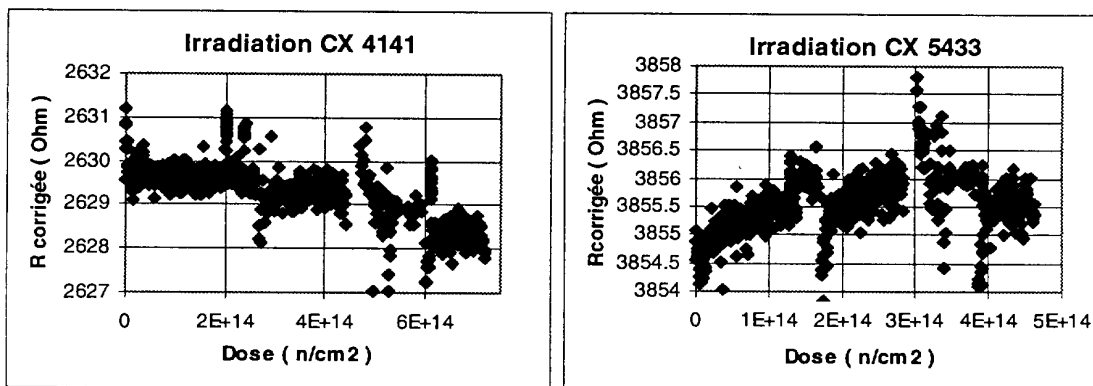 Irradiation CX 4141
R corrigée ( Ohm )
2632
2631
2630
2629
2628
2627
0
2E+14
4E+14
6E+14
Dose ( n/cm2 )
Irradiation CX 5433
Rcorrigée ( Ohm )
3858
3857.5
3857
3856.5
3856
3855.5
3855
3854.5
3854
0
1E+14
2E+14
3E+14
4E+14
5E+14
Dose ( n/cm2 )